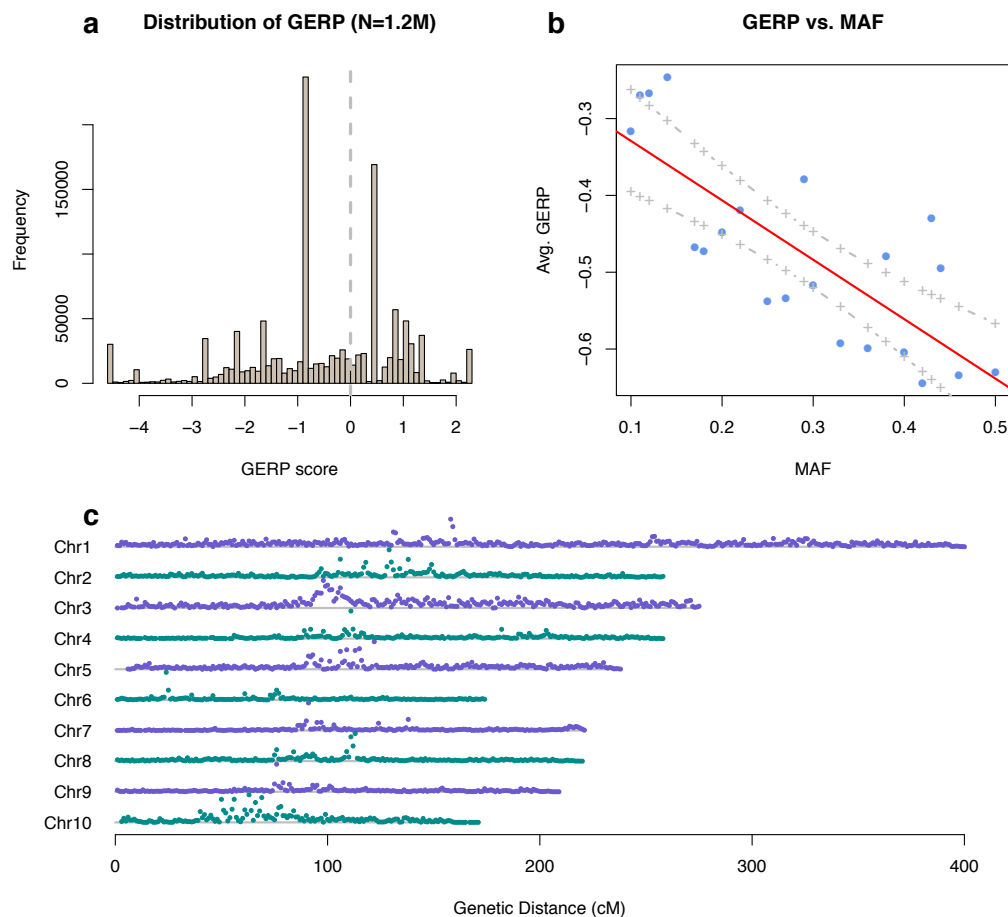 a Distribution of GERP (N=1.2M)
Frequency
0
50000
150000
−4 −3 −2 −1 0 1 2
GERP score
b GERP vs. MAF
Avg. GERP
−0.3
−0.4
−0.5
−0.6
0.1 0.2 0.3 0.4 0.5
MAF
c
Chr1
Chr2
Chr3
Chr4
Chr5
Chr6
Chr7
Chr8
Chr9
Chr10
0 100 200 300 400
Genetic Distance (cM)